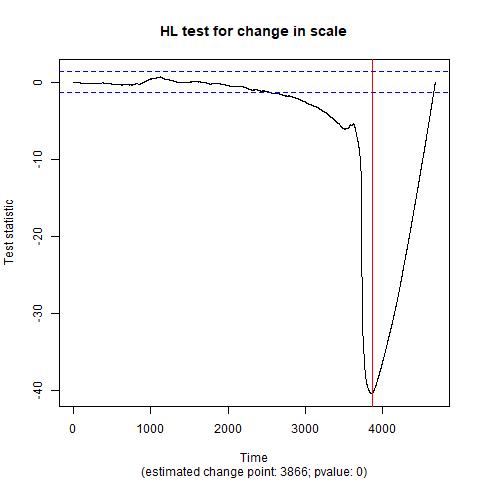 HL test for change in scale
Test statistic
0
-10
-20
-30
-40
0 1000 2000 3000 4000
Time
(estimated change point: 3866; pvalue: 0)